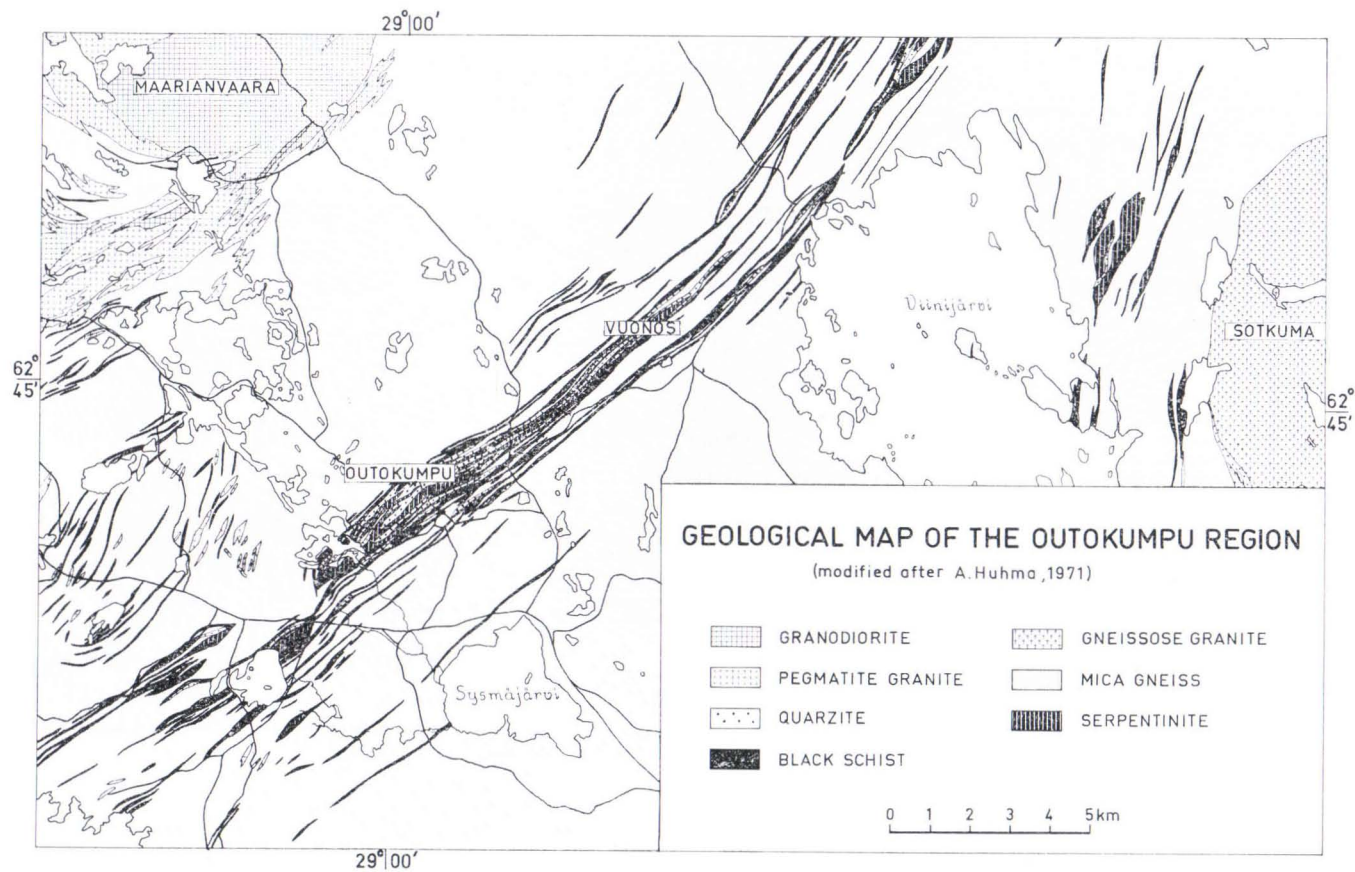 29°00'
MAARIANVAARA
Viinijärvi
VUONOS
SOTKUMA
62°
45'
62°
45'
OUTOKUMPU
GEOLOGICAL MAP OF THE OUTOKUMPU REGION
(modified after A.Huhma,1971)
GRANODIORITE
GNEISSOSE GRANITE
PEGMATITE GRANITE
MICA GNEISS
Sysmäjärvi
QUARZITE
SERPENTINITE
BLACK SCHIST
0 1 2 3 4 5km
29°00'